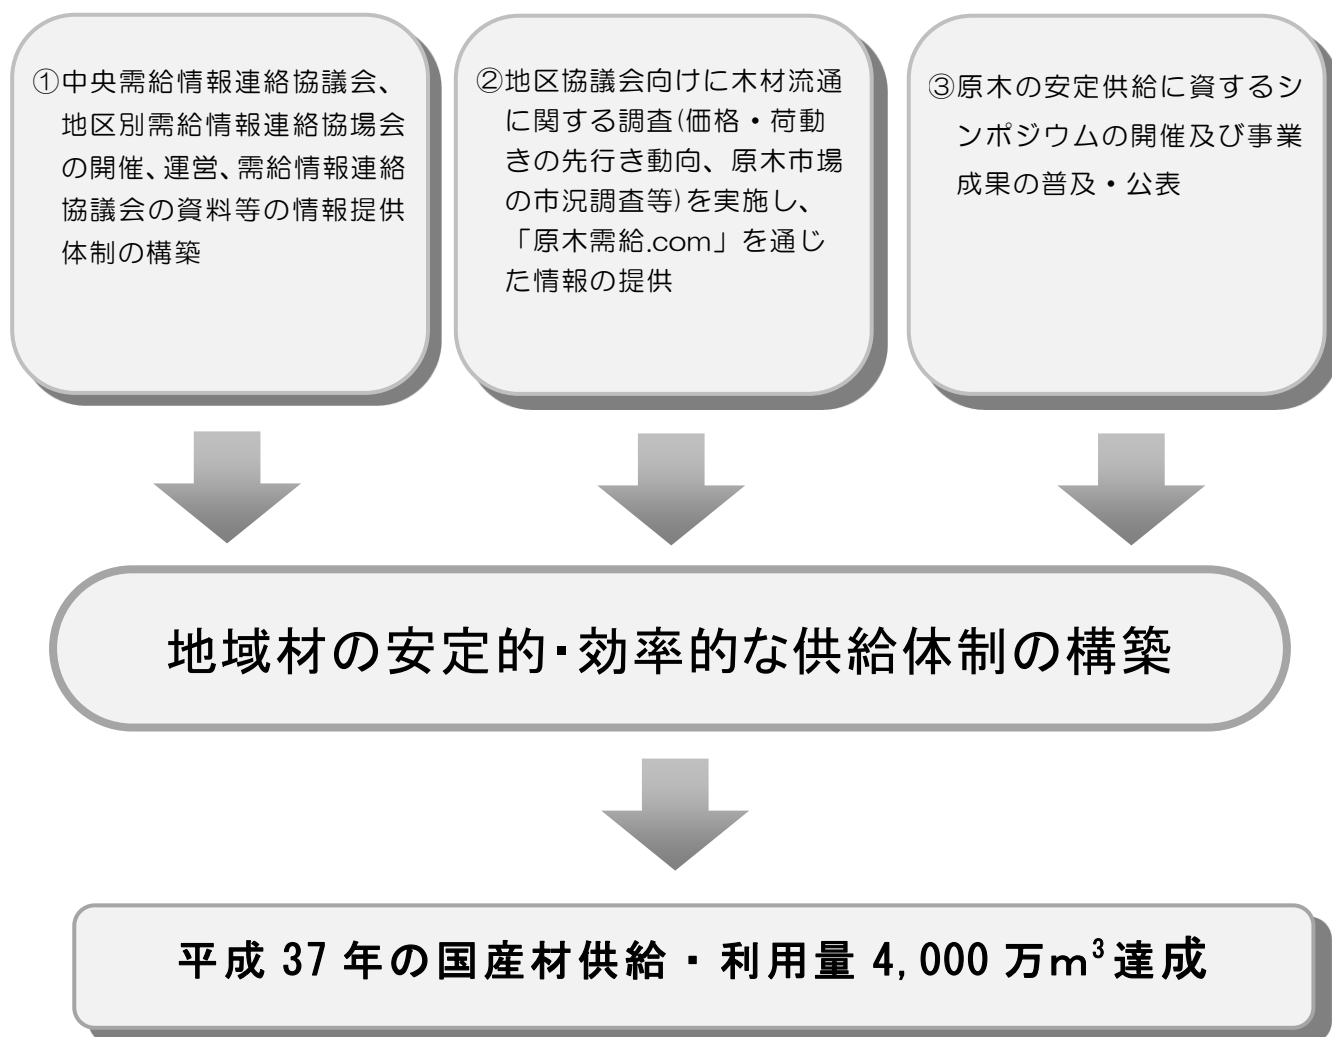 ①中央需給情報連絡協議会、
地区別需給情報連絡協場会
の開催、運営、需給情報連絡
協議会の資料等の情報提供
体制の構築
②地区協議会向けに木材流通
に関する調査(価格・荷動
きの先行き動向、原木市場
の市況調査等)を実施し、
「原木需給.com」を通じ
た情報の提供
③原木の安定供給に資するシ
ンポジウムの開催及び事業
成果の普及・公表
地域材の安定的・効率的な供給体制の構築
平成 37 年の国産材供給・利用量 4,000 万m³達成